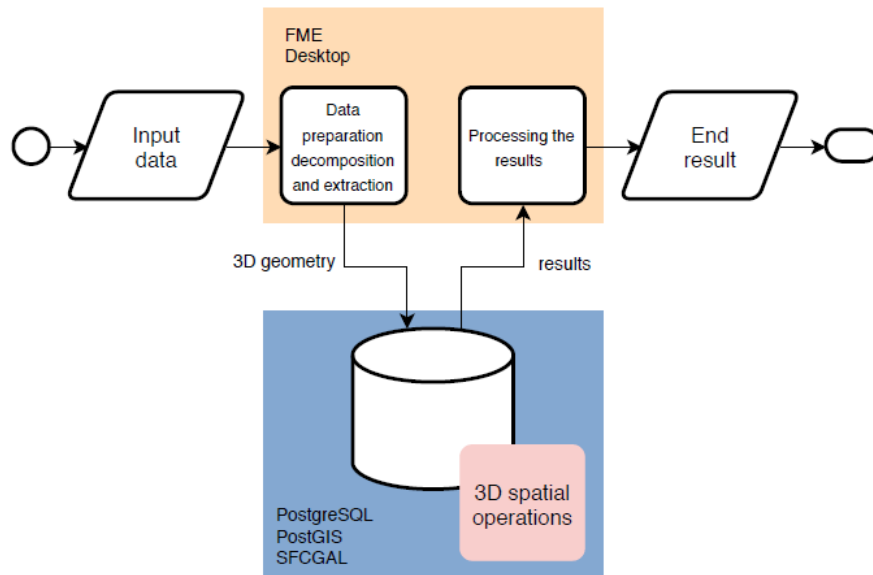 FME
Desktop
Input
data
Data
preparation
decomposition
and extraction
Processing the
results
End
result
3D geometry
results
3D spatial
operations
PostgreSQL
PostGIS
SFCGAL